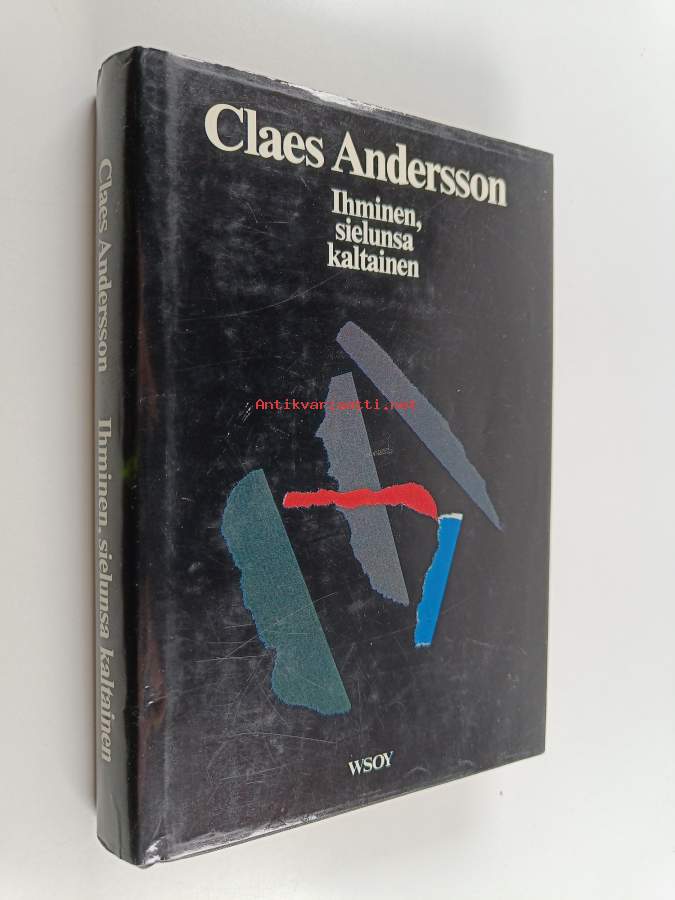 Claes Andersson
Ihminen,
sielunsa
kaltainen
Antikvariaatti.net
WSOY
Claes Andersson Ihminen, sielunsa kaltainen